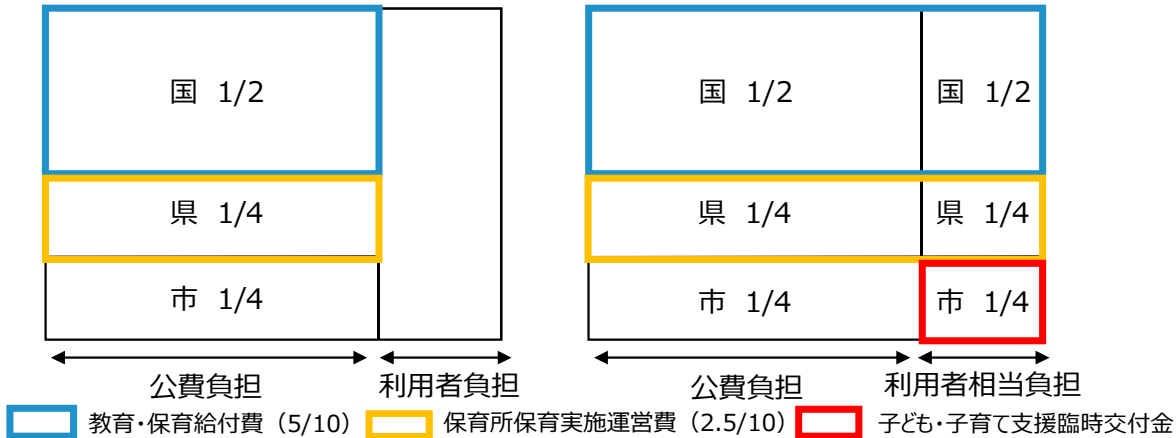 国 1/2
国 1/2
国 1/2
県 1/4
県 1/4
県 1/4
市 1/4
市 1/4
市 1/4
公費負担
利用者負担
公費負担
利用者相当負担
教育・保育給付費（5/10）
保育所保育実施運営費（2.5/10）
子ども・子育て支援臨時交付金